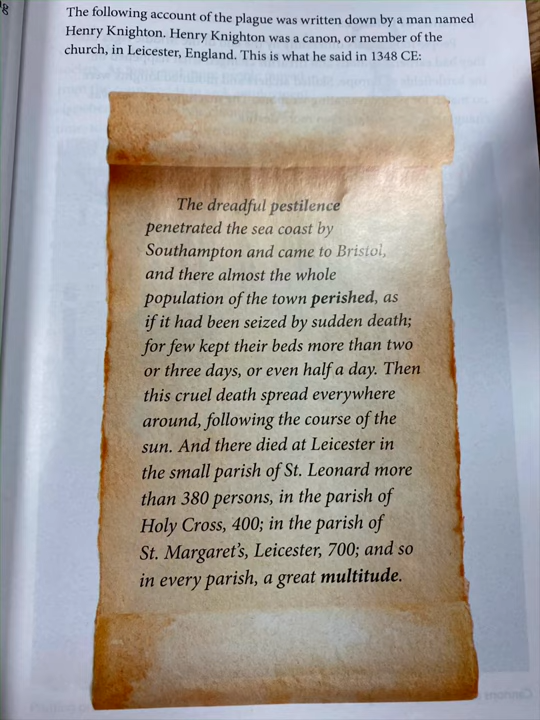 The following account of the plague was written down by a man named
Henry Knighton. Henry Knighton was a canon, or member of the
church, in Leicester, England. This is what he said in 1348 CE:
The dreadful pestilence
penetrated the sea coast by
Southampton and came to Bristol,
and there almost the whole
population of the town perished, as
if it had been seized by sudden death;
for few kept their beds more than two
or three days, or even half a day. Then
this cruel death spread everywhere
around, following the course of the
sun. And there died at Leicester in
the small parish of St. Leonard more
than 380 persons, in the parish of
Holy Cross, 400; in the parish of
St. Margaret's, Leicester, 700; and so
in every parish, a great multitude.